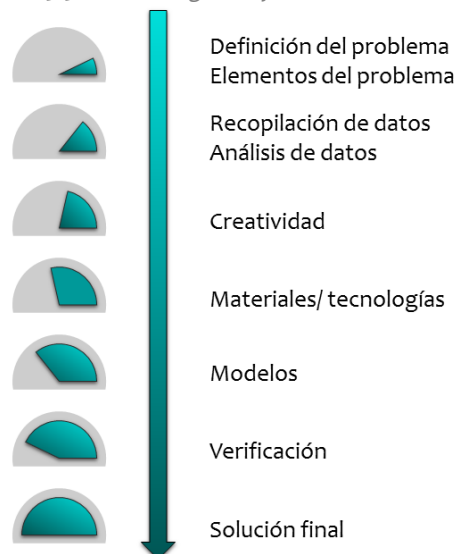 Definición del problema
Elementos del problema
Recopilación de datos
Análisis de datos
Creatividad
Materiales/ tecnologías
Modelos
Verificación
Solución final